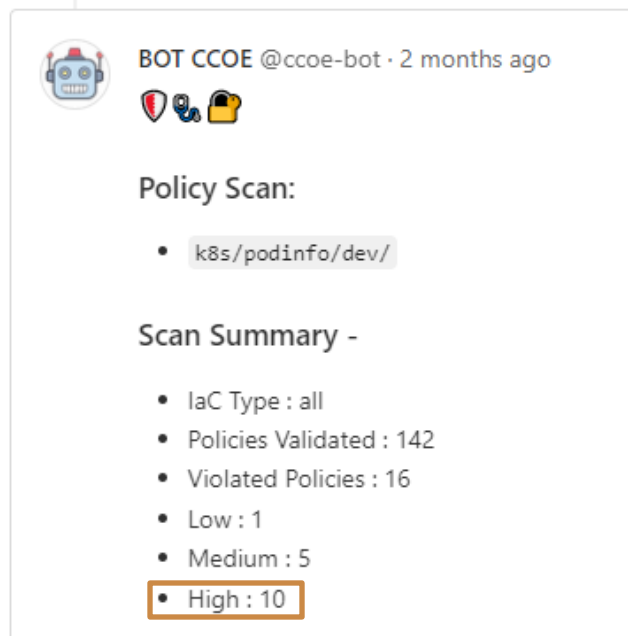 BOT CCOE @ccoe-bot · 2 months ago
Policy Scan:
k8s/podinfo/dev/
Scan Summary -
IaC Type : all
Policies Validated : 142
Violated Policies : 16
Low : 1
Medium : 5
High : 10